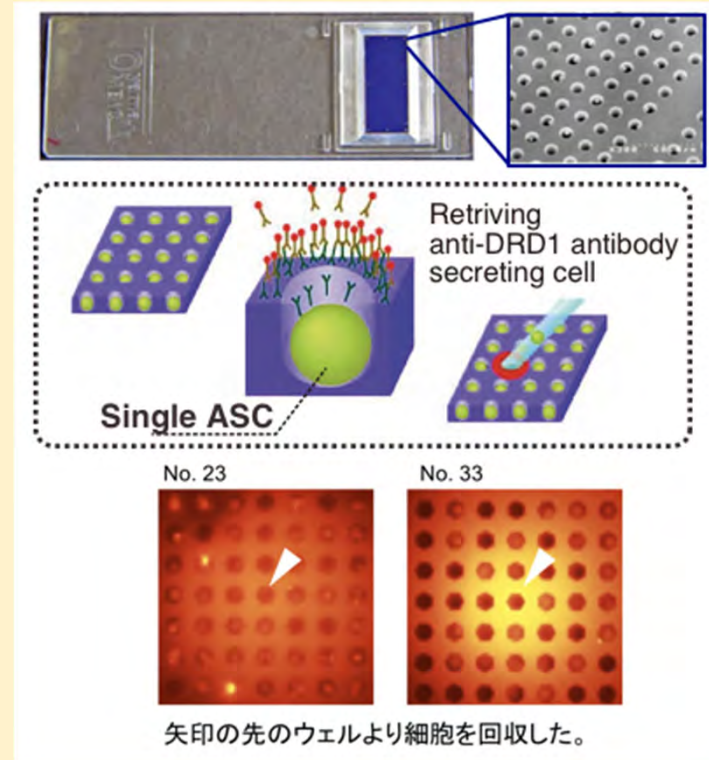 Retriving
anti-DRD1 antibody
secreting cell
Single ASC
No. 23
No. 33
矢印の先のウェルより細胞を回収した。